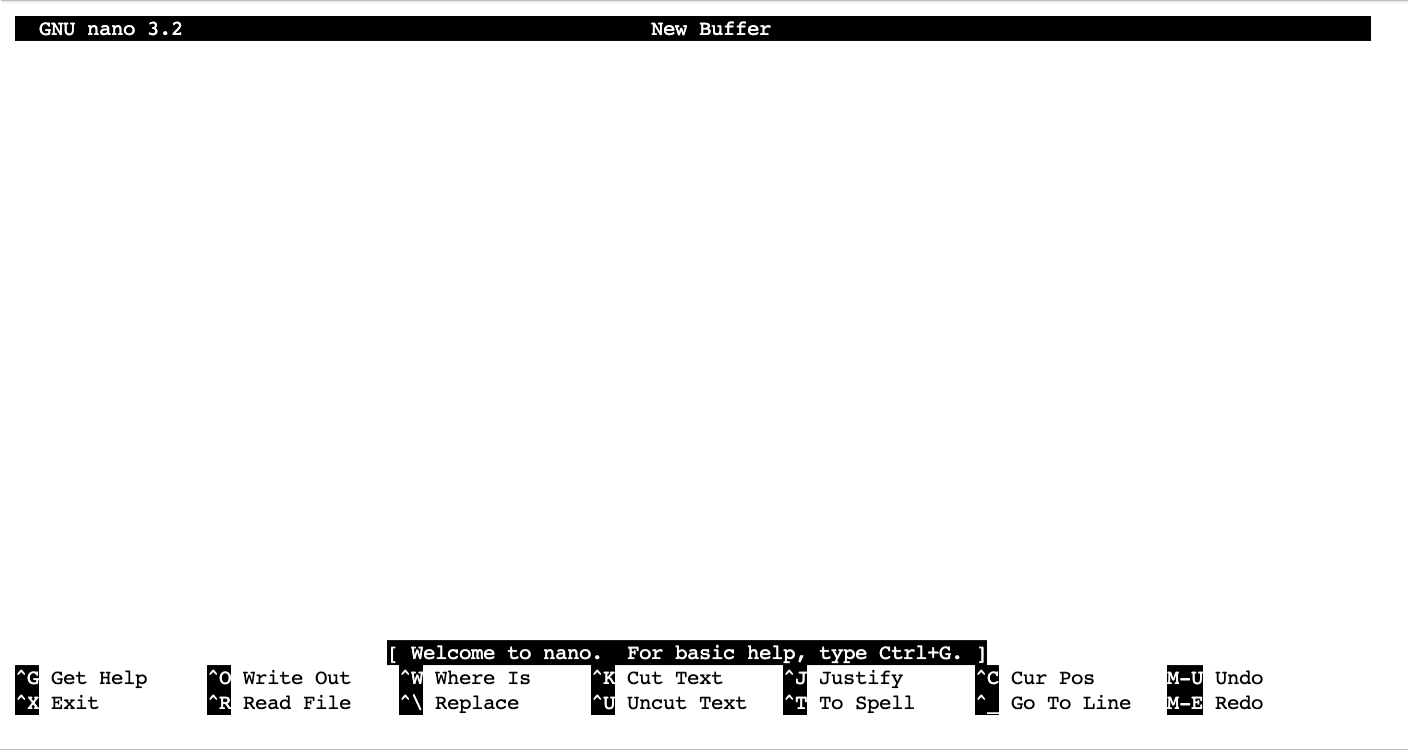 GNU nano 3.2 New Buffer
[ Welcome to nano.  For basic help, type Ctrl+G. ]
^G Get Help ^O Write Out ^W Where Is ^K Cut Text ^J Justify ^C Cur Pos M-U Undo
^X Exit ^R Read File ^\ Replace ^U Uncut Text ^T To Spell ^_ Go To Line M-E Redo